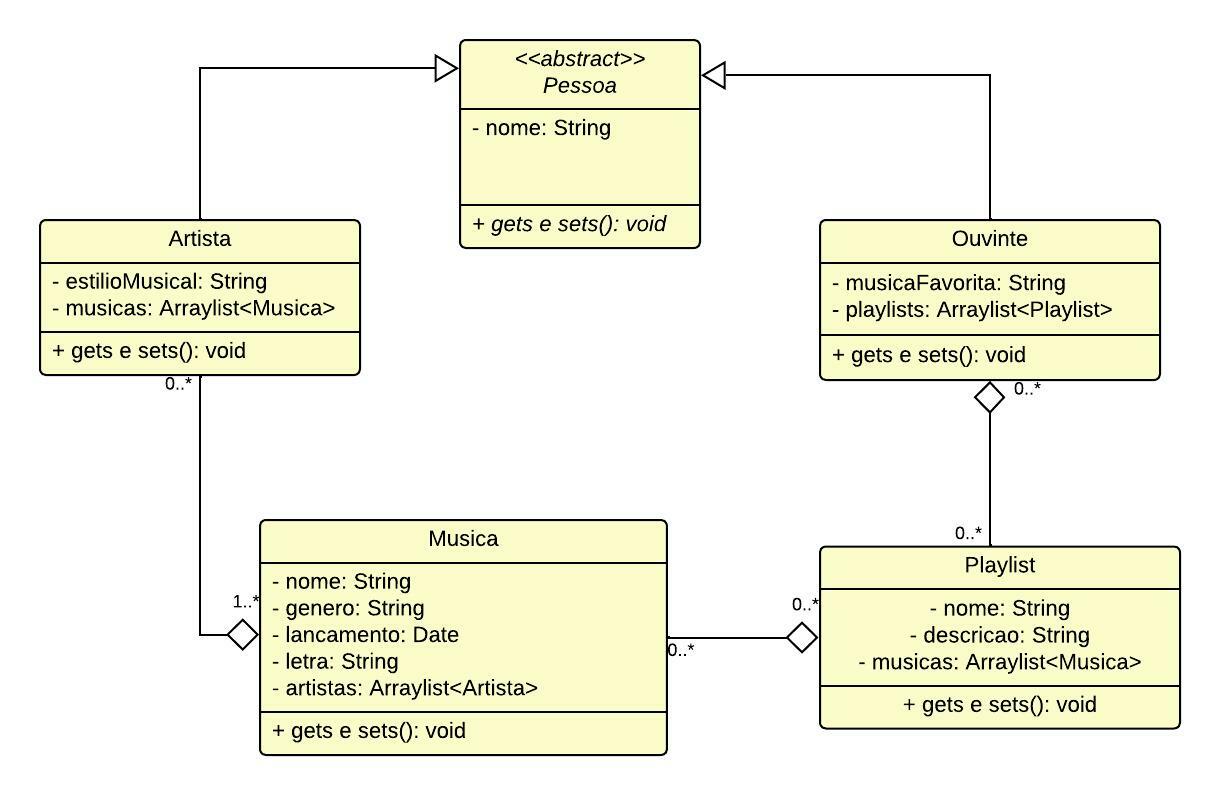 <<abstract>>
Pessoa
- nome: String
+ gets e sets(): void
Artista
- estilioMusical: String
- musicas: Arraylist<Musica>
+ gets e sets(): void
0..*
Ouvinte
- musicaFavorita: String
- playlists: Arraylist<Playlist>
+ gets e sets(): void
0..*
Musica
- nome: String
- genero: String
- lancamento: Date
- letra: String
- artistas: Arraylist<Artista>
+ gets e sets(): void
1..*
0..*
0..*
Playlist
- nome: String
- descricao: String
- musicas: Arraylist<Musica>
+ gets e sets(): void
0..*